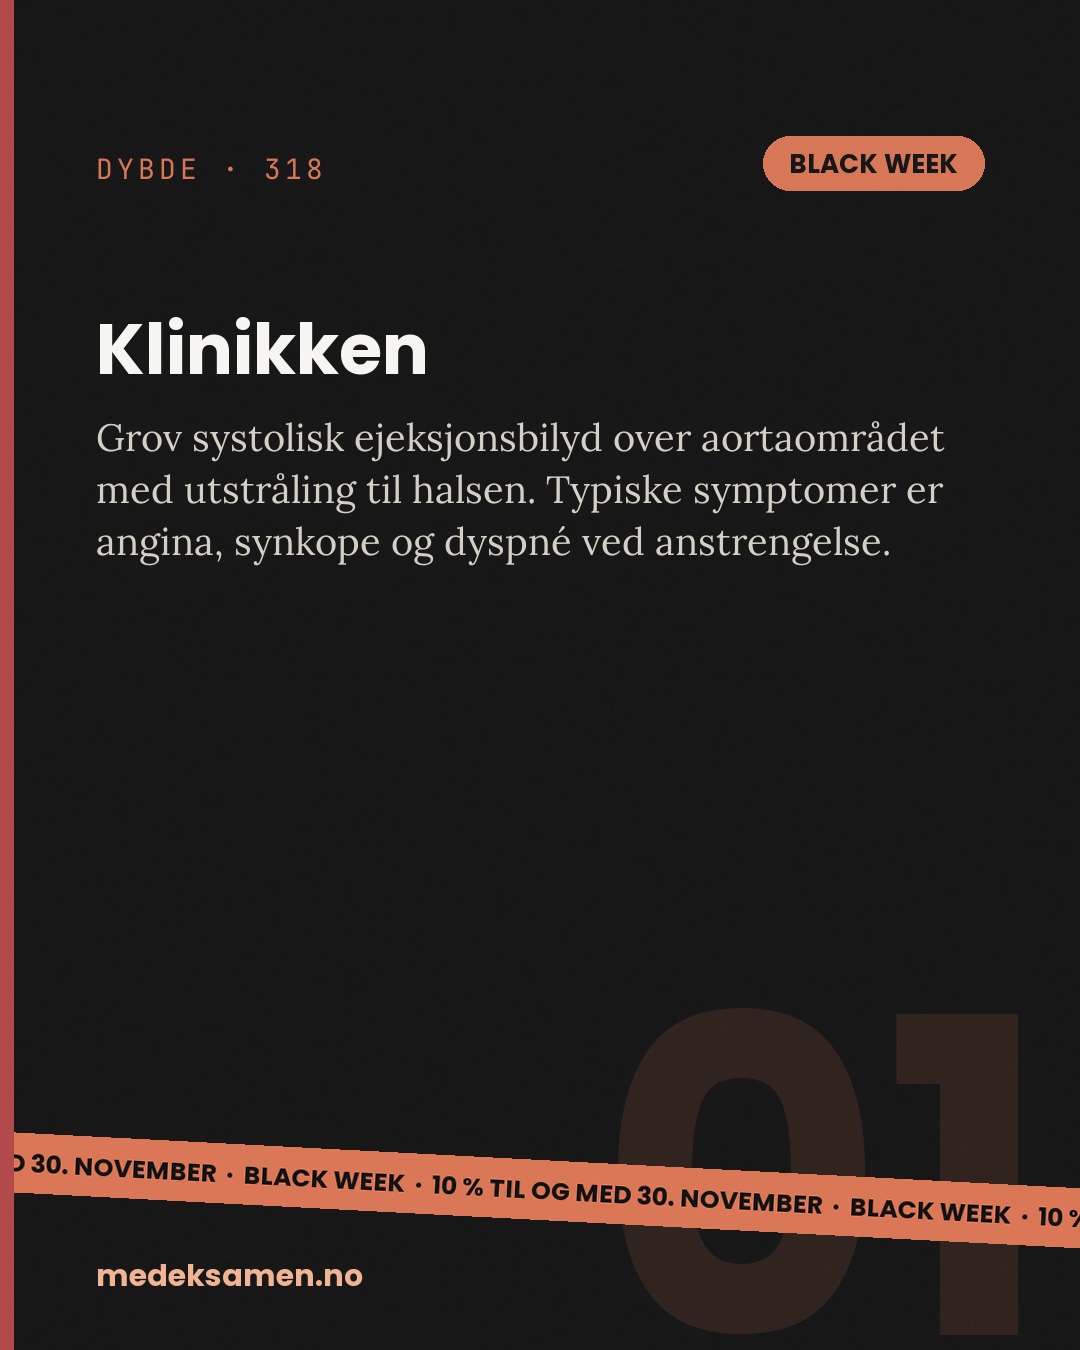 DYBDE · 318
BLACK WEEK
Klinikken
Grov systolisk ejeksjonsbilyd over aortaområdet
med utstråling til halsen. Typiske symptomer er
angina, synkope og dyspné ved anstrengelse.
01
D 30. NOVEMBER · BLACK WEEK · 10 % TIL OG MED 30. NOVEMBER · BLACK WEEK · 10 %
medeksamen.no